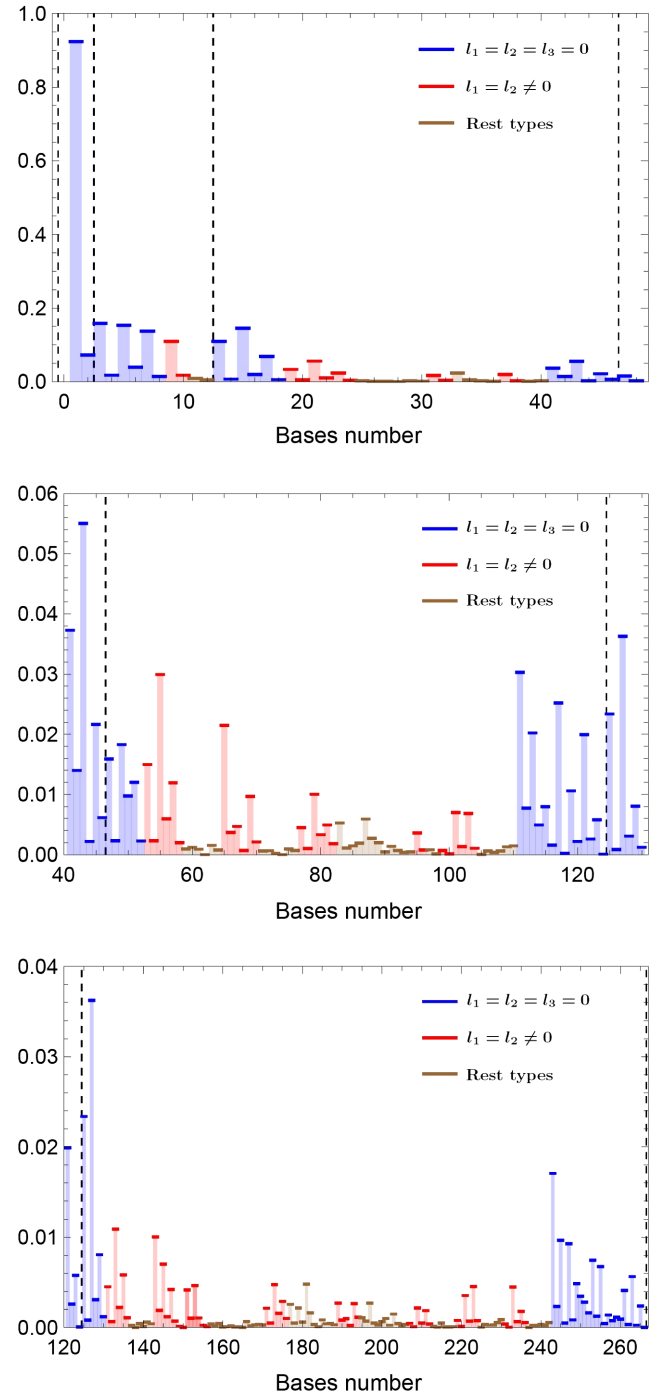 1.0
0.8
0.6
0.4
0.2
0.0
l₁ = l₂ = l₃ = 0
l₁ = l₂ ≠ 0
Rest types
0 10 20 30 40
Bases number
0.06
0.05
0.04
0.03
0.02
0.01
0.00
l₁ = l₂ = l₃ = 0
l₁ = l₂ ≠ 0
Rest types
40 60 80 100 120
Bases number
0.04
0.03
0.02
0.01
0.00
l₁ = l₂ = l₃ = 0
l₁ = l₂ ≠ 0
Rest types
120 140 160 180 200 220 240 260
Bases number